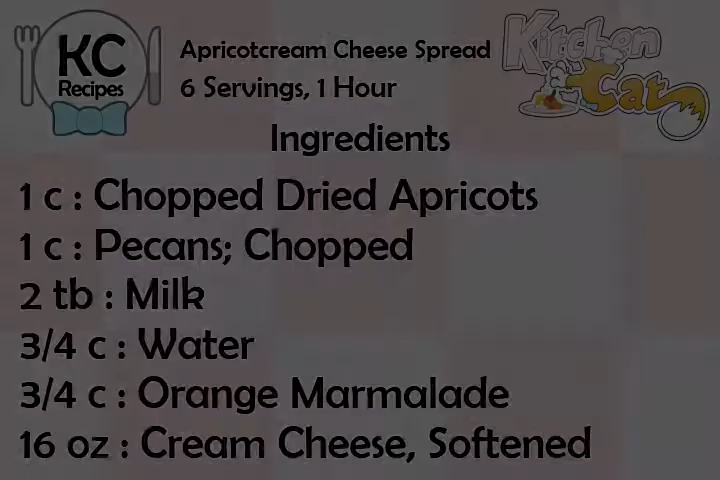 KC
Recipes
Apricotcream Cheese Spread
6 Servings, 1 Hour
Kitchen
Cat
Ingredients
1 c : Chopped Dried Apricots
1 c : Pecans; Chopped
2 tb : Milk
3/4 c : Water
3/4 c : Orange Marmalade
16 oz : Cream Cheese, Softened